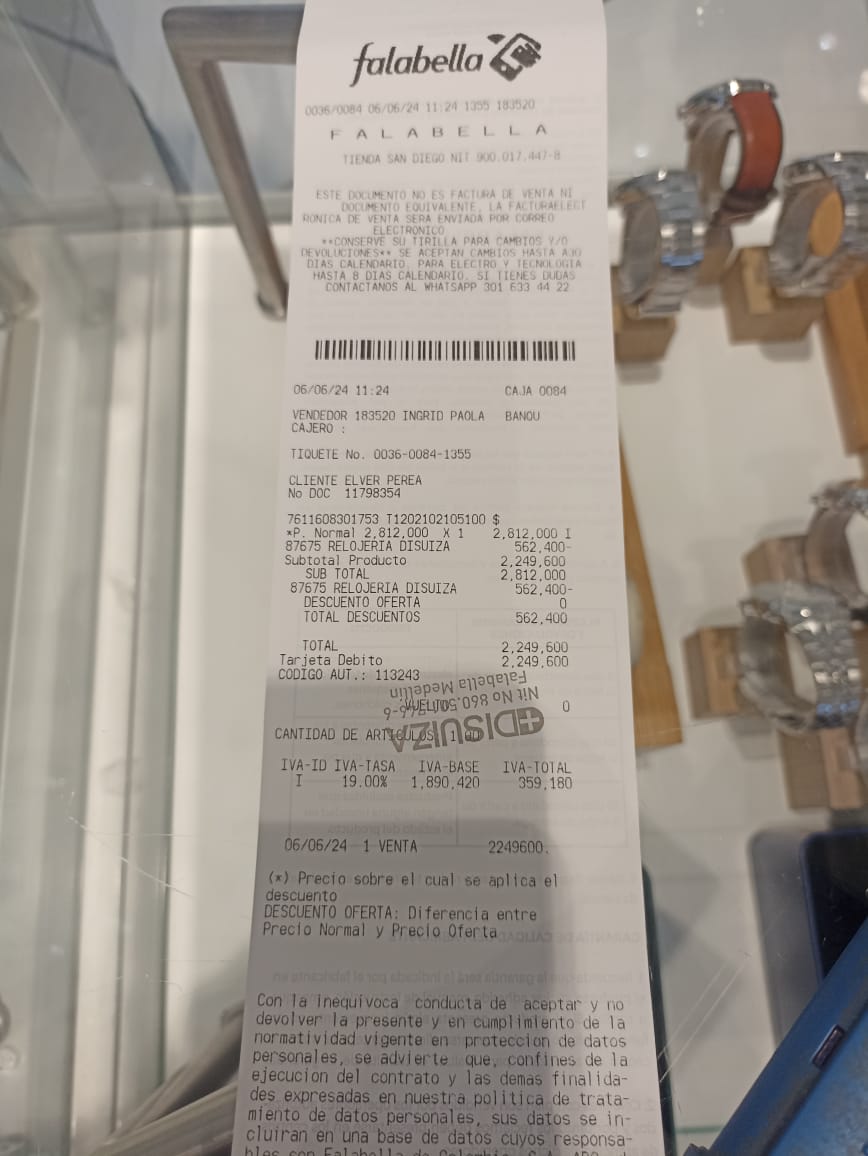 falabella
0036/0084 06/06/24 11:24 1355 183520
F A L A B E L L A
TIENDA SAN DIEGO NIT 900.017.447-8
ESTE DOCUMENTO NO ES FACTURA DE VENTA NI
DOCUMENTO EQUIVALENTE, LA FACTURAELECT
RONICA DE VENTA SERA ENVIADA POR CORREO
ELECTRONICO
**CONSERVE SU TIRILLA PARA CAMBIOS Y/O
DEVOLUCIONES** SE ACEPTAN CAMBIOS HASTA A30
DIAS CALENDARIO. PARA ELECTRO Y TECNOLOGIA
HASTA 8 DIAS CALENDARIO. SI TIENES DUDAS
CONTACTANOS AL WHATSAPP 301 633 44 22
06/06/24 11:24 CAJA 0084
VENDEDOR 183520 INGRID PAOLA BANOU
CAJERO :
TIQUETE No. 0036-0084-1355
CLIENTE ELVER PEREA
No DOC 11798354
7611608301753 T1202102105100 $
*P. Normal 2,812,000 X 1 2,812,000 I
87675 RELOJERIA DISUIZA 562,400-
Subtotal Producto 2,249,600
SUB TOTAL 2,812,000
87675 RELOJERIA DISUIZA 562,400-
DESCUENTO OFERTA 0
TOTAL DESCUENTOS 562,400
TOTAL 2,249,600
Tarjeta Debito 2,249,600
CODIGO AUT.: 113243
Falabella Medellín
VUELTO 0
DISUIZA
CANTIDAD DE ARTICULOS
IVA-ID IVA-TASA IVA-BASE IVA-TOTAL
I 19.00% 1,890,420 359,180
06/06/24 1 VENTA 2249600.
(*) Precio sobre el cual se aplica el
descuento
DESCUENTO OFERTA: Diferencia entre
Precio Normal y Precio Oferta
Con la inequivoca conducta de aceptar y no
devolver la presente y en cumplimiento de la
normatividad vigente en proteccion de datos
personales, se advierte que, confines de la
ejecucion del contrato y las demas finalida-
des expresadas en nuestra politica de trata-
miento de datos personales, sus datos se in-
cluiran en una base de datos cuyos responsa-
bles son Falabella de Colombia